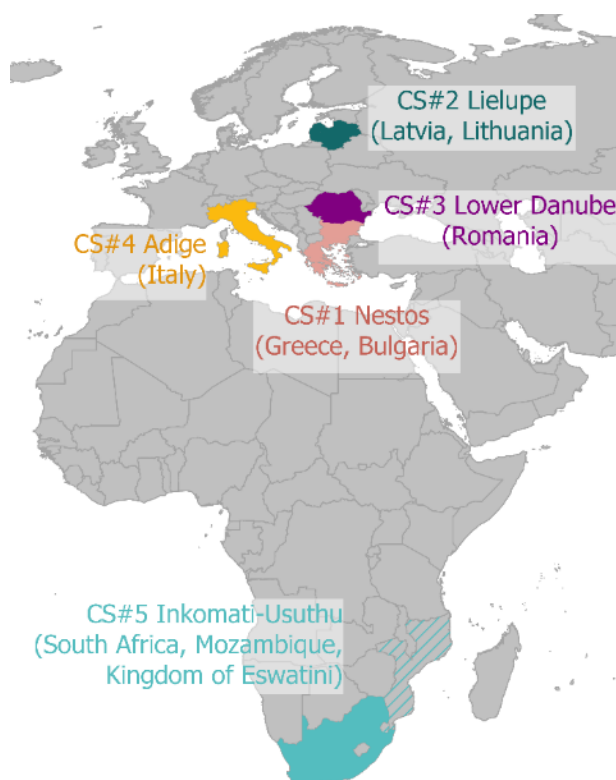 CS#2 Lielupe
(Latvia, Lithuania)
CS#3 Lower Danube
(Romania)
CS#4 Adige
(Italy)
CS#1 Nestos
(Greece, Bulgaria)
CS#5 Inkomati-Usuthu
(South Africa, Mozambique,
Kingdom of Eswatini)